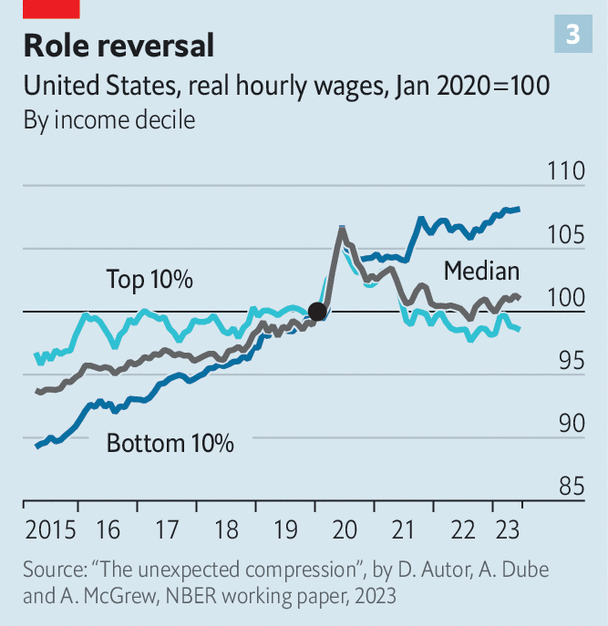 3
Role reversal
United States, real hourly wages, Jan 2020=100
By income decile
110
105
Median
Top 10%
100
95
90
Bottom 10%
85
2015 16 17 18 19 20 21 22 23
Source: “The unexpected compression”, by D. Autor, A. Dube
and A. McGrew, NBER working paper, 2023